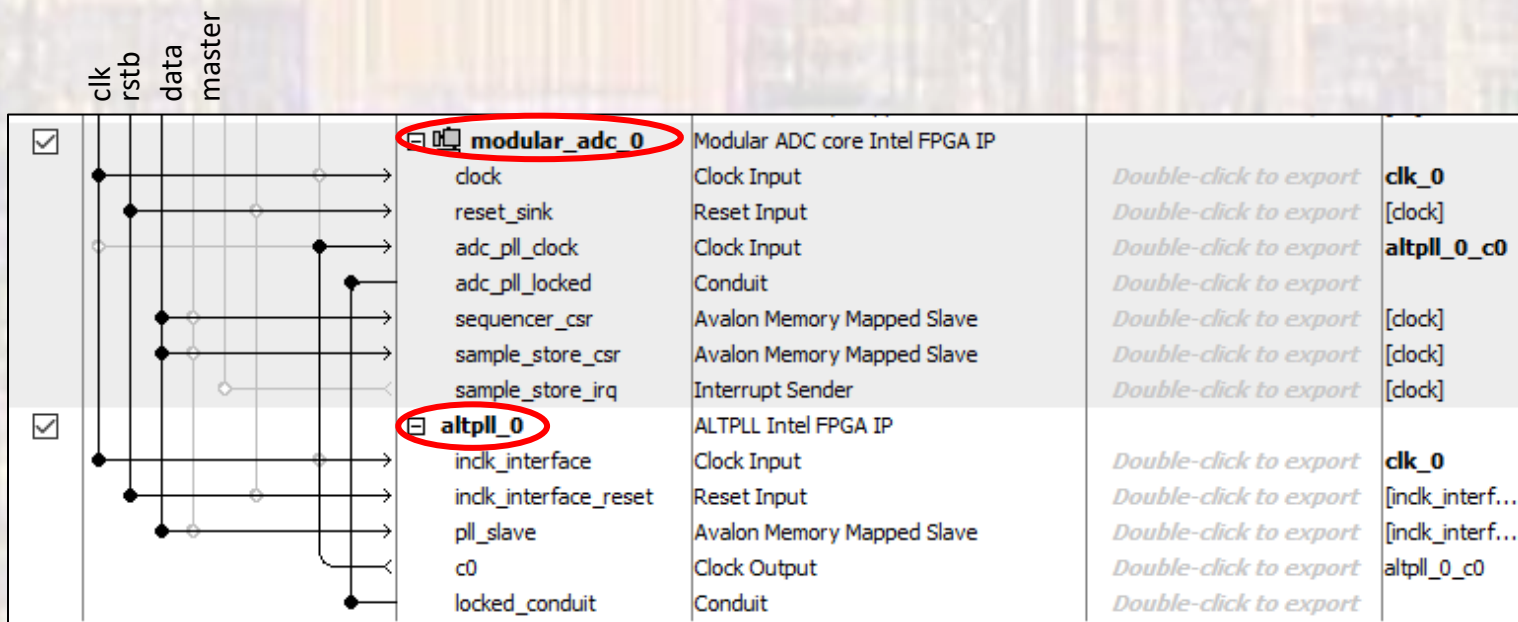 clk
rstb
data
master
modular_adc_0 Modular ADC core Intel FPGA IP
clock Clock Input Double-click to export clk_0
reset_sink Reset Input Double-click to export [clock]
adc_pll_clock Clock Input Double-click to export altpll_0_c0
adc_pll_locked Conduit Double-click to export
sequencer_csr Avalon Memory Mapped Slave Double-click to export [clock]
sample_store_csr Avalon Memory Mapped Slave Double-click to export [clock]
sample_store_irq Interrupt Sender Double-click to export [clock]
altpll_0 ALTPLL Intel FPGA IP
inclk_interface Clock Input Double-click to export clk_0
inclk_interface_reset Reset Input Double-click to export [inclk_interf...
pll_slave Avalon Memory Mapped Slave Double-click to export [inclk_interf...
c0 Clock Output Double-click to export altpll_0_c0
locked_conduit Conduit Double-click to export